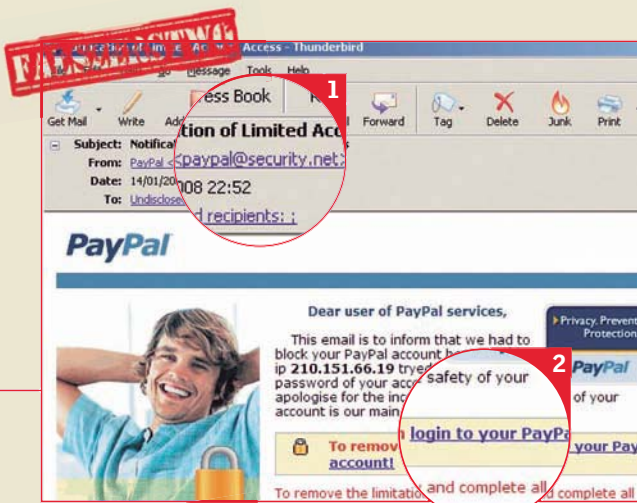 FAŁSZERSTWO
Access - Thunderbird
Message Tools Help
ess Book
1
Get Mail Write Forward Tag Delete Junk Print
tion of Limited Acc
Subject:
From: PayPal < <paypal@security.net>
Date: 14/01/20 008 22:52
To: Undisclose d recipients: ;
PayPal
Dear user of PayPal services,
Privacy. Prevent
Protection
This email is to inform that we had to
block your PayPal account
ip 210.151.66.19 tryed
password of your acco
safety of your
2
PayPal
apologise for the inc
of your
account is our main
login to your PayPa
your Pay
To remov
account!
To remove the limitatio
and complete all
d complete all